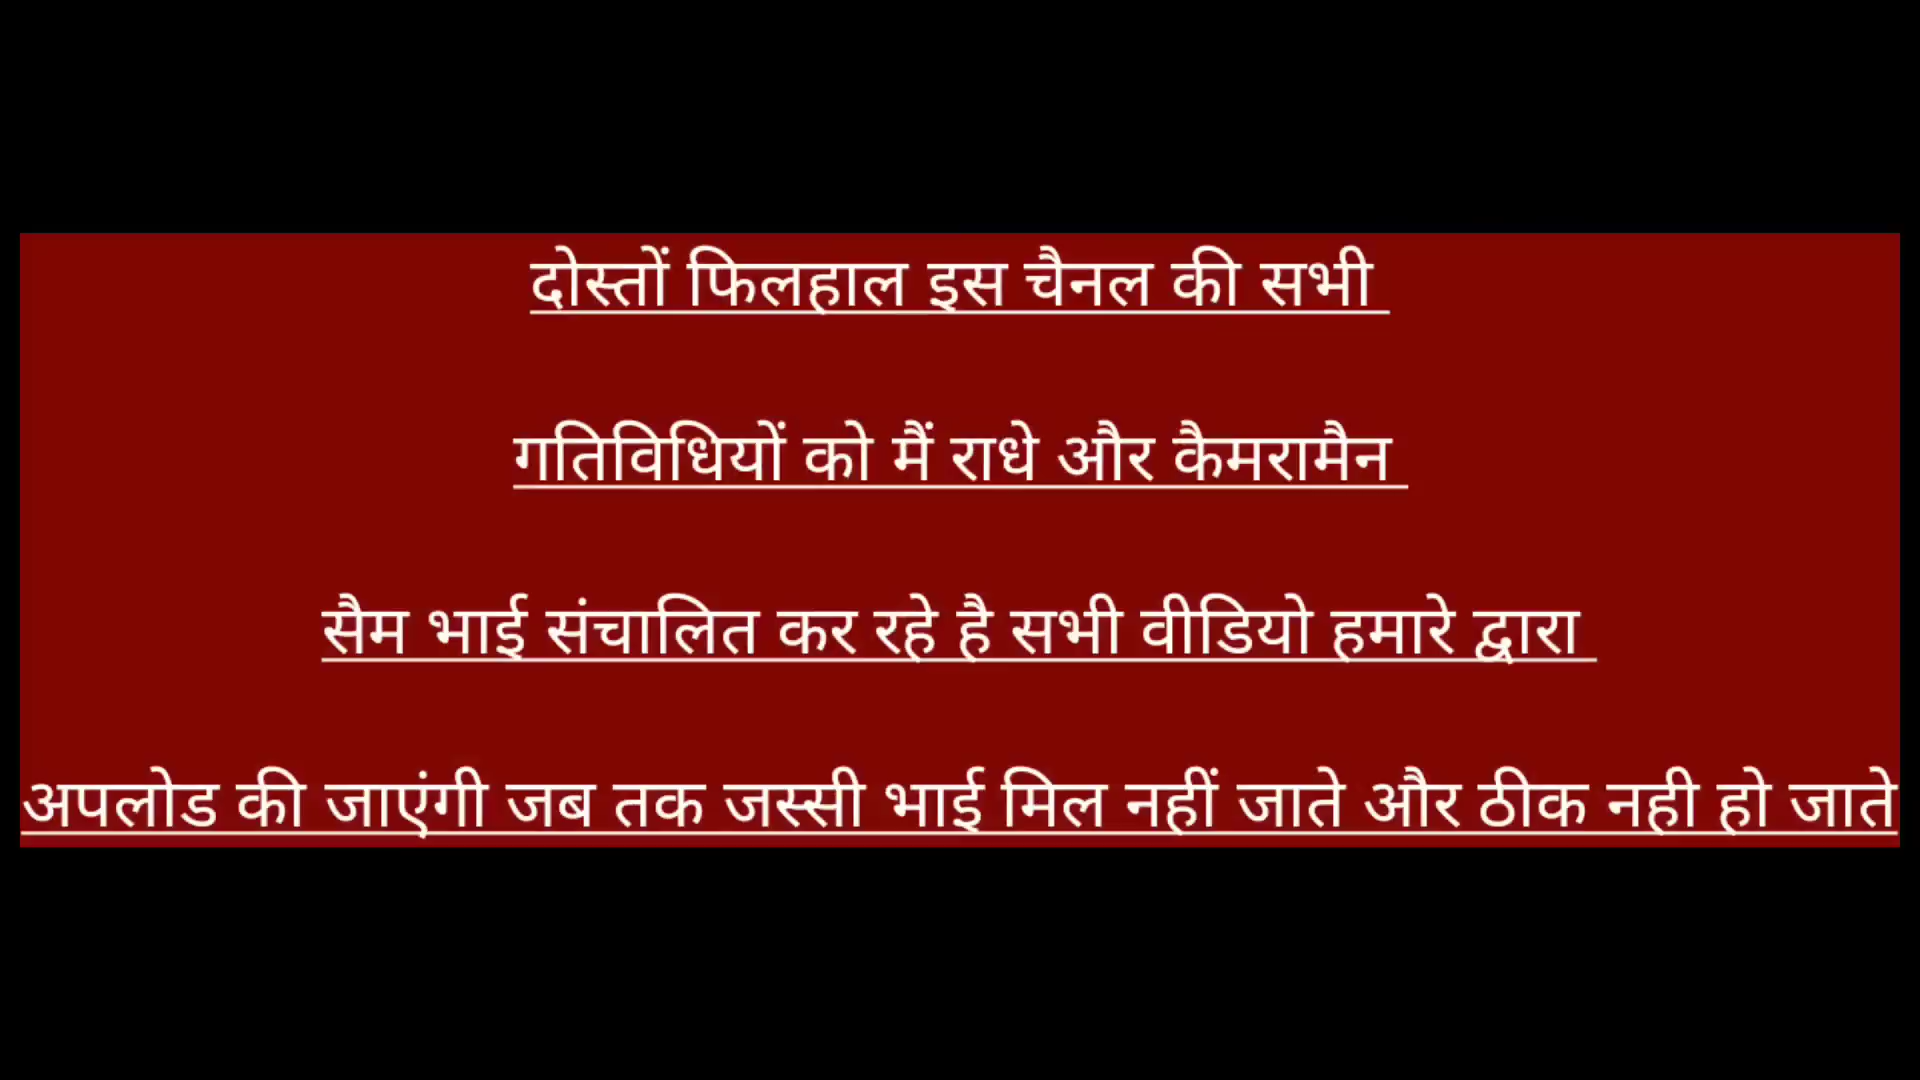 दोस्तों फिलहाल इस चैनल की सभी
गतिविधियों को मैं राधे और कैमरामैन
सैम भाई संचालित कर रहे है सभी वीडियो हमारे द्वारा
अपलोड की जाएंगी जब तक जस्सी भाई मिल नहीं जाते और ठीक नही हो जाते